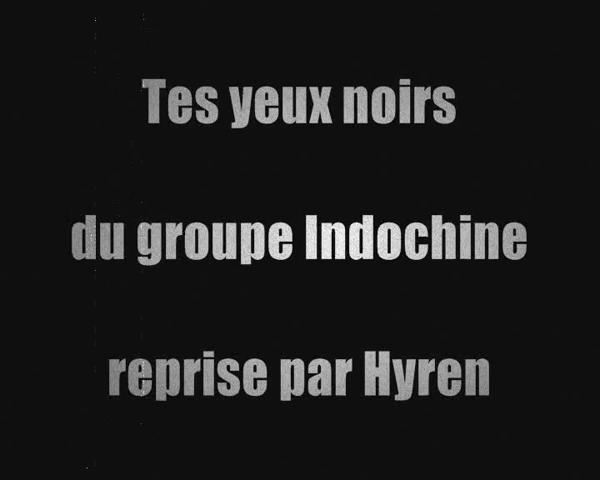 Tes yeux noirs
du groupe Indochine
reprise par Hyren